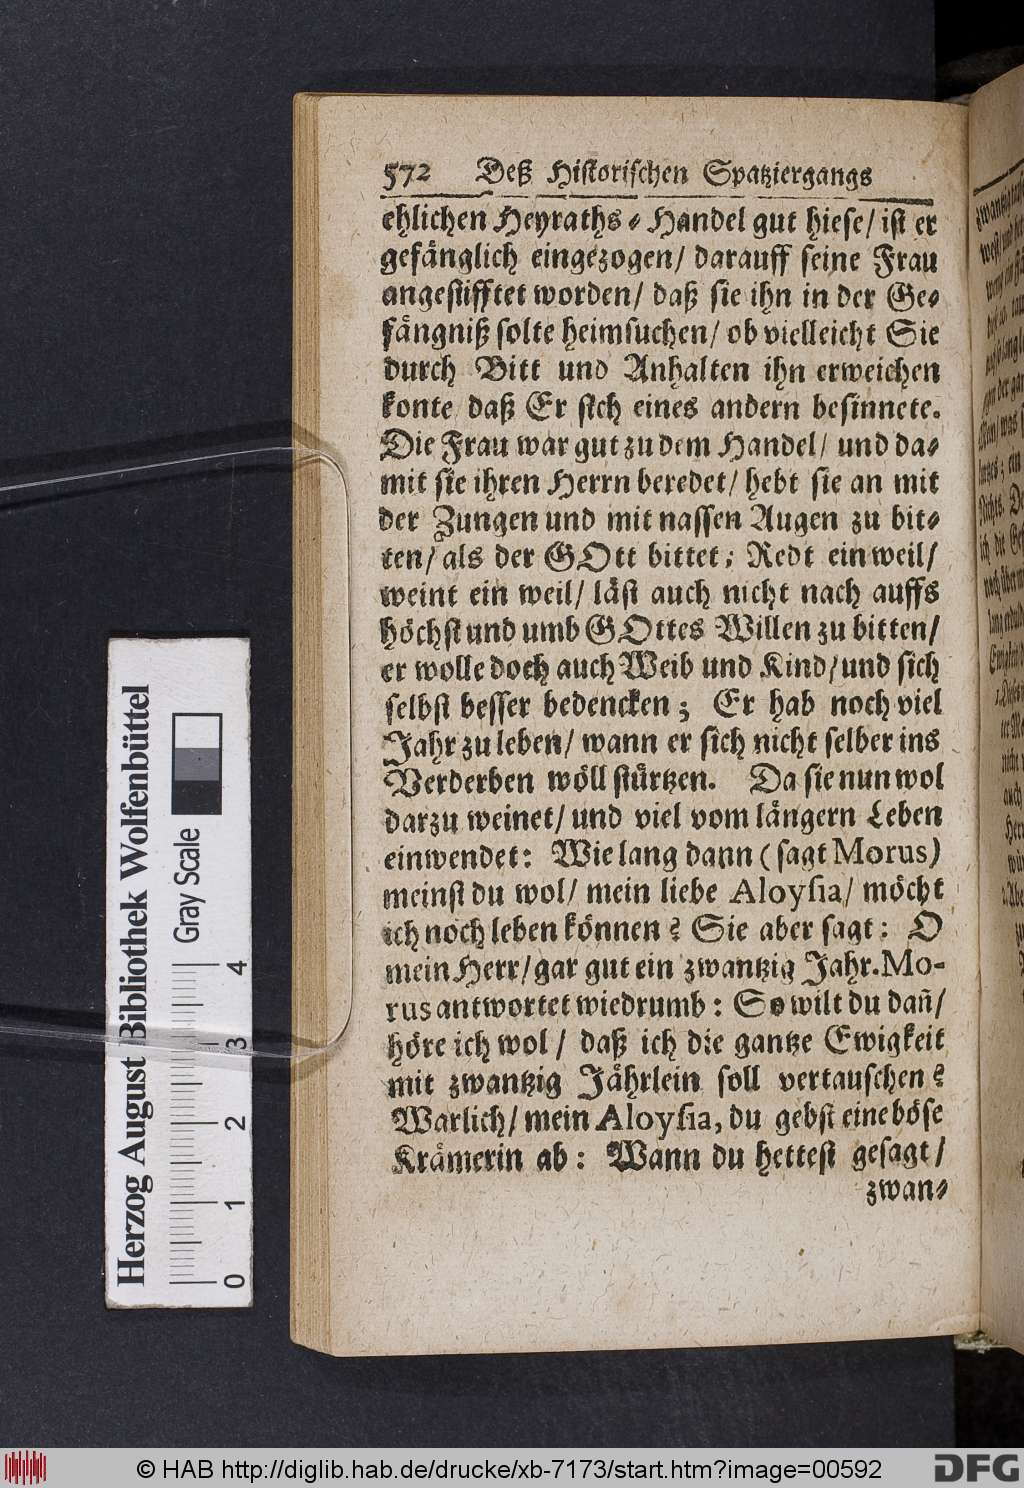 572 Deß Historischen Spatziergangs
ehlichen Heyraths-Handel gut hiese/ ist er
gefänglich eingezogen/ darauff seine Frau
angestifftet worden/ daß sie ihn in der Ge-
fängniß solte heimsuchen/ ob vielleicht Sie
durch Bitt und Anhalten ihn erweichen
konte daß Er sich eines andern besinnete.
Die Frau war gut zu dem Handel/ und da-
mit sie ihren Herrn beredet/ hebt sie an mit
der Zungen und mit nassen Augen zu bit-
ten/ als der GOtt bittet; Redt ein weil/
weint ein weil/ läst auch nicht nach auffs
höchst und umb GOttes Willen zu bitten/
er wolle doch auch Weib und Kind/ und sich
selbst besser bedencken; Er hab noch viel
Jahr zu leben/ wann er sich nicht selber ins
Verderben wöll stürtzen. Da sie nun wol
darzu weinet/ und viel vom längern Leben
einwendet: Wie lang dann (sagt Morus)
meinst du wol/ mein liebe Aloysia/ möcht
ich noch leben können? Sie aber sagt: O
mein Herr/ gar gut ein zwantzig Jahr. Mo-
rus antwortet wiedrumb: So wilt du dañ/
höre ich wol/ daß ich die gantze Ewigkeit
mit zwantzig Jährlein soll vertauschen?
Warlich/ mein Aloysia, du gebst eine böse
Krämerin ab: Wann du hettest gesagt/
zwan-
Herzog August Bibliothek Wolfenbüttel
Gray Scale
0 1 2 3 4
© HAB http://diglib.hab.de/drucke/xb-7173/start.htm?image=00592
DFG